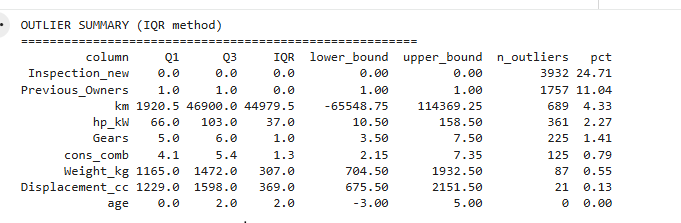 OUTLIER SUMMARY (IQR method)
=====================================================
column Q1 Q3 IQR lower_bound upper_bound n_outliers pct
Inspection_new 0.0 0.0 0.0 0.00 0.00 3932 24.71
Previous_Owners 1.0 1.0 0.0 1.00 1.00 1757 11.04
km 1920.5 46900.0 44979.5 -65548.75 114369.25 689 4.33
hp_kW 66.0 103.0 37.0 10.50 158.50 361 2.27
Gears 5.0 6.0 1.0 3.50 7.50 225 1.41
cons_comb 4.1 5.4 1.3 2.15 7.35 125 0.79
Weight_kg 1165.0 1472.0 307.0 704.50 1932.50 87 0.55
Displacement_cc 1229.0 1598.0 369.0 675.50 2151.50 21 0.13
age 0.0 2.0 2.0 -3.00 5.00 0 0.00